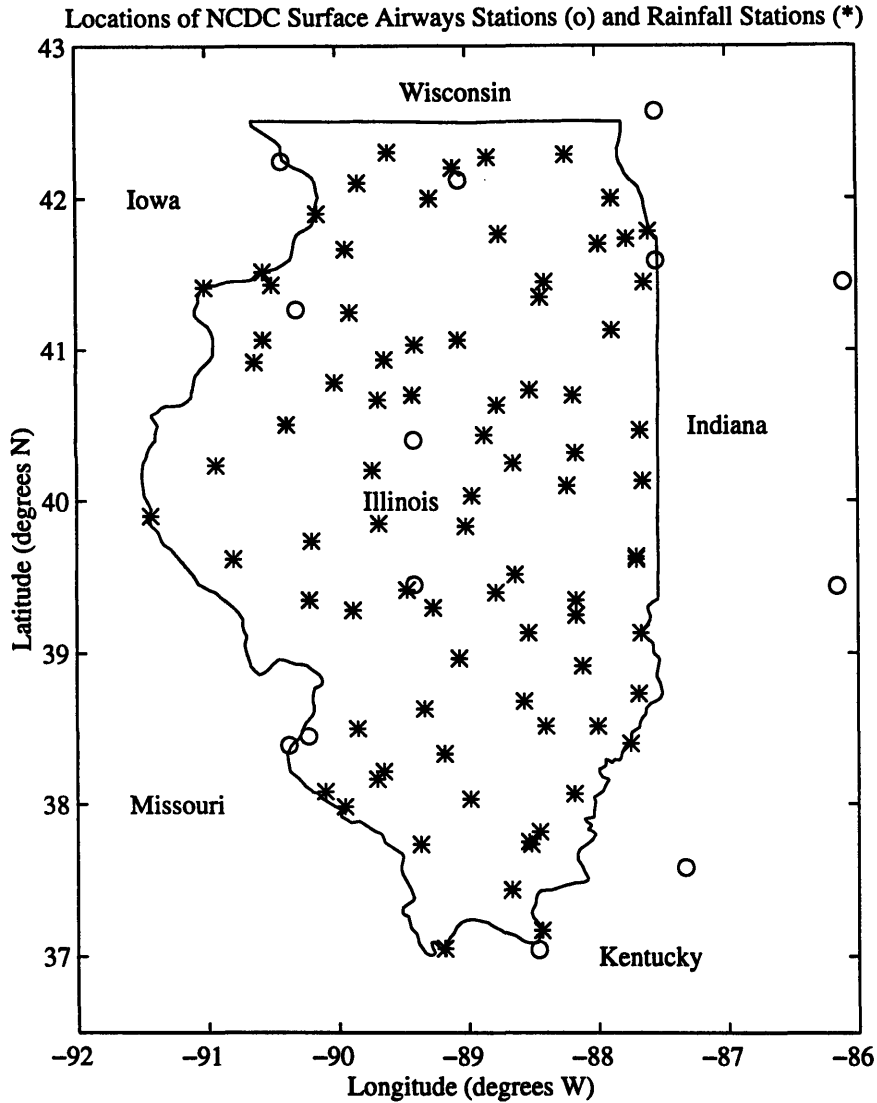 Locations of NCDC Surface Airways Stations (o) and Rainfall Stations (*)
43
Wisconsin
42
Iowa
41
Indiana
Latitude (degrees N)
40
Illinois
39
38
Missouri
37
Kentucky
−92
−91
−90
−89
−88
−87
−86
Longitude (degrees W)